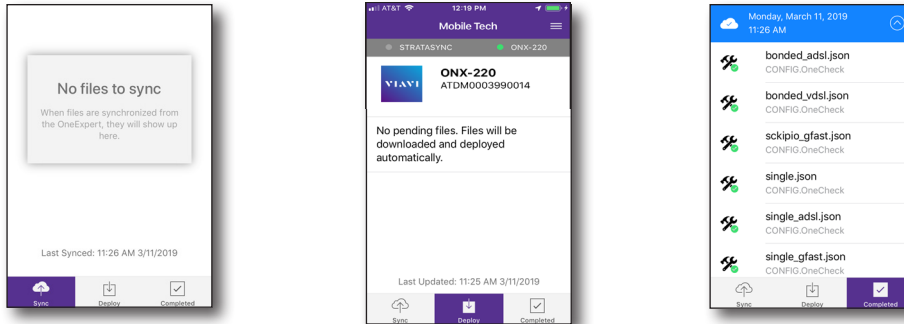 No files to sync
When files are synchronized from
the OneExpert, they will show up
here.
Last Synced: 11:26 AM 3/11/2019
Sync
Deploy
Completed
AT&T
12:19 PM
Mobile Tech
STRATASYNC
ONX-220
VIAVI
ONX-220
ATDM0003990014
No pending files. Files will be
downloaded and deployed
automatically.
Last Updated: 11:25 AM 3/11/2019
Sync
Deploy
Completed
Monday, March 11, 2019
11:26 AM
bonded_adsl.json
CONFIG.OneCheck
bonded_vdsl.json
CONFIG.OneCheck
sckipio_gfast.json
CONFIG.OneCheck
single.json
CONFIG.OneCheck
single_adsl.json
CONFIG.OneCheck
single_gfast.json
CONFIG.OneCheck
Sync
Deploy
Completed